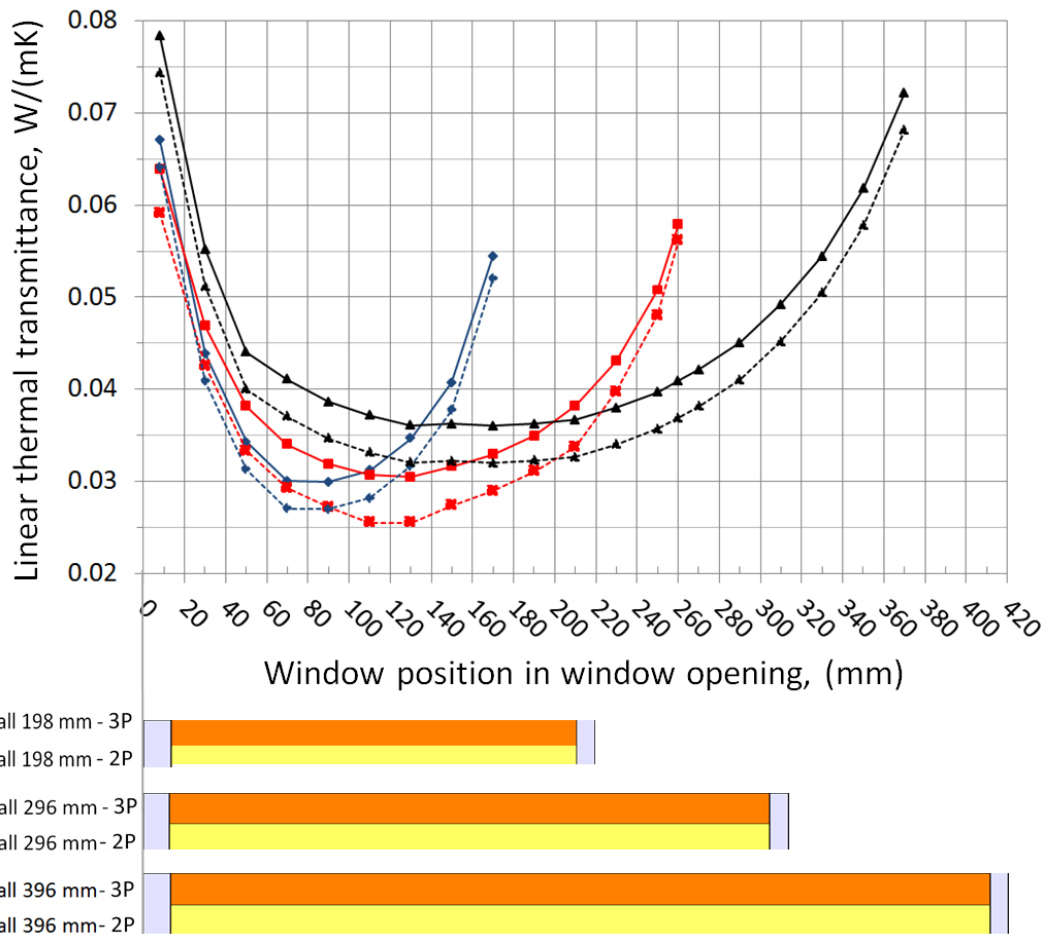 Linear thermal transmittance, W/(mK)
0.08
0.07
0.06
0.05
0.04
0.03
0.02
0 20 40 60 80 100 120 140 160 180 200 220 240 260 280 300 320 340 360 380 400 420
Window position in window opening, (mm)
all 198 mm - 3P
all 198 mm - 2P
all 296 mm - 3P
all 296 mm- 2P
all 396 mm- 3P
all 396 mm- 2P